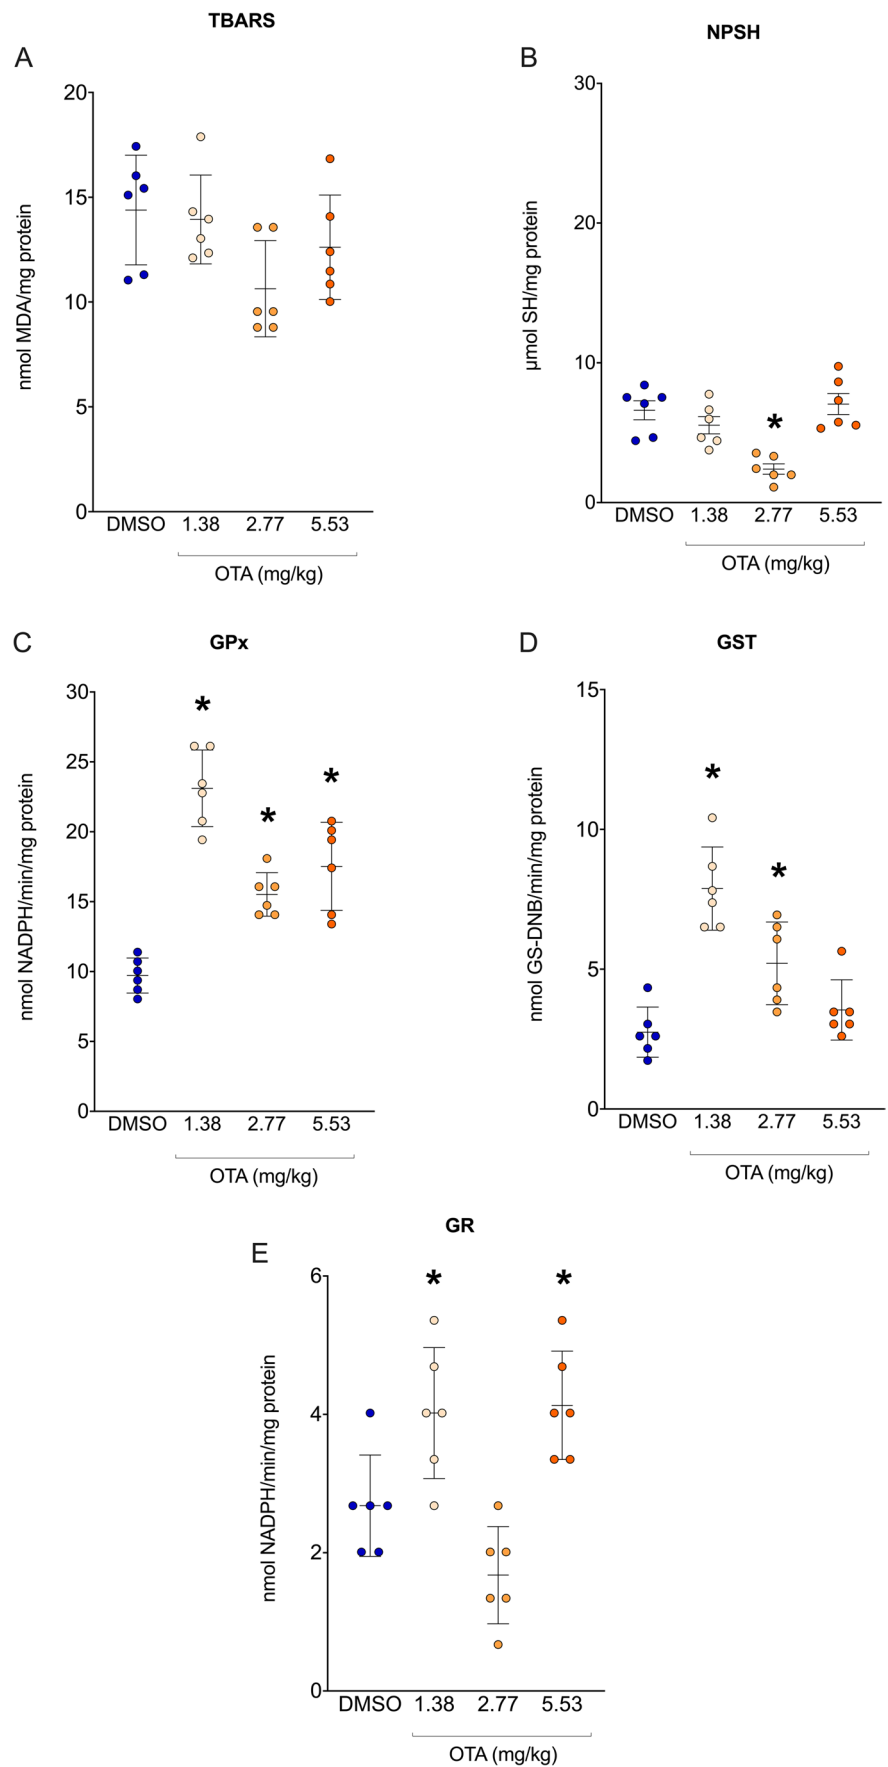 TBARS
A
20
15
10
5
0
nmol MDA/mg protein
DMSO 1.38 2.77 5.53
OTA (mg/kg)
NPSH
B
30
20
10
0
µmol SH/mg protein
*
DMSO 1.38 2.77 5.53
OTA (mg/kg)
C
GPx
30
25
20
15
10
5
0
nmol NADPH/min/mg protein
* * *
DMSO 1.38 2.77 5.53
OTA (mg/kg)
D
GST
15
10
5
0
nmol GS-DNB/min/mg protein
* *
DMSO 1.38 2.77 5.53
OTA (mg/kg)
GR
E
6
4
2
0
nmol NADPH/min/mg protein
* *
DMSO 1.38 2.77 5.53
OTA (mg/kg)